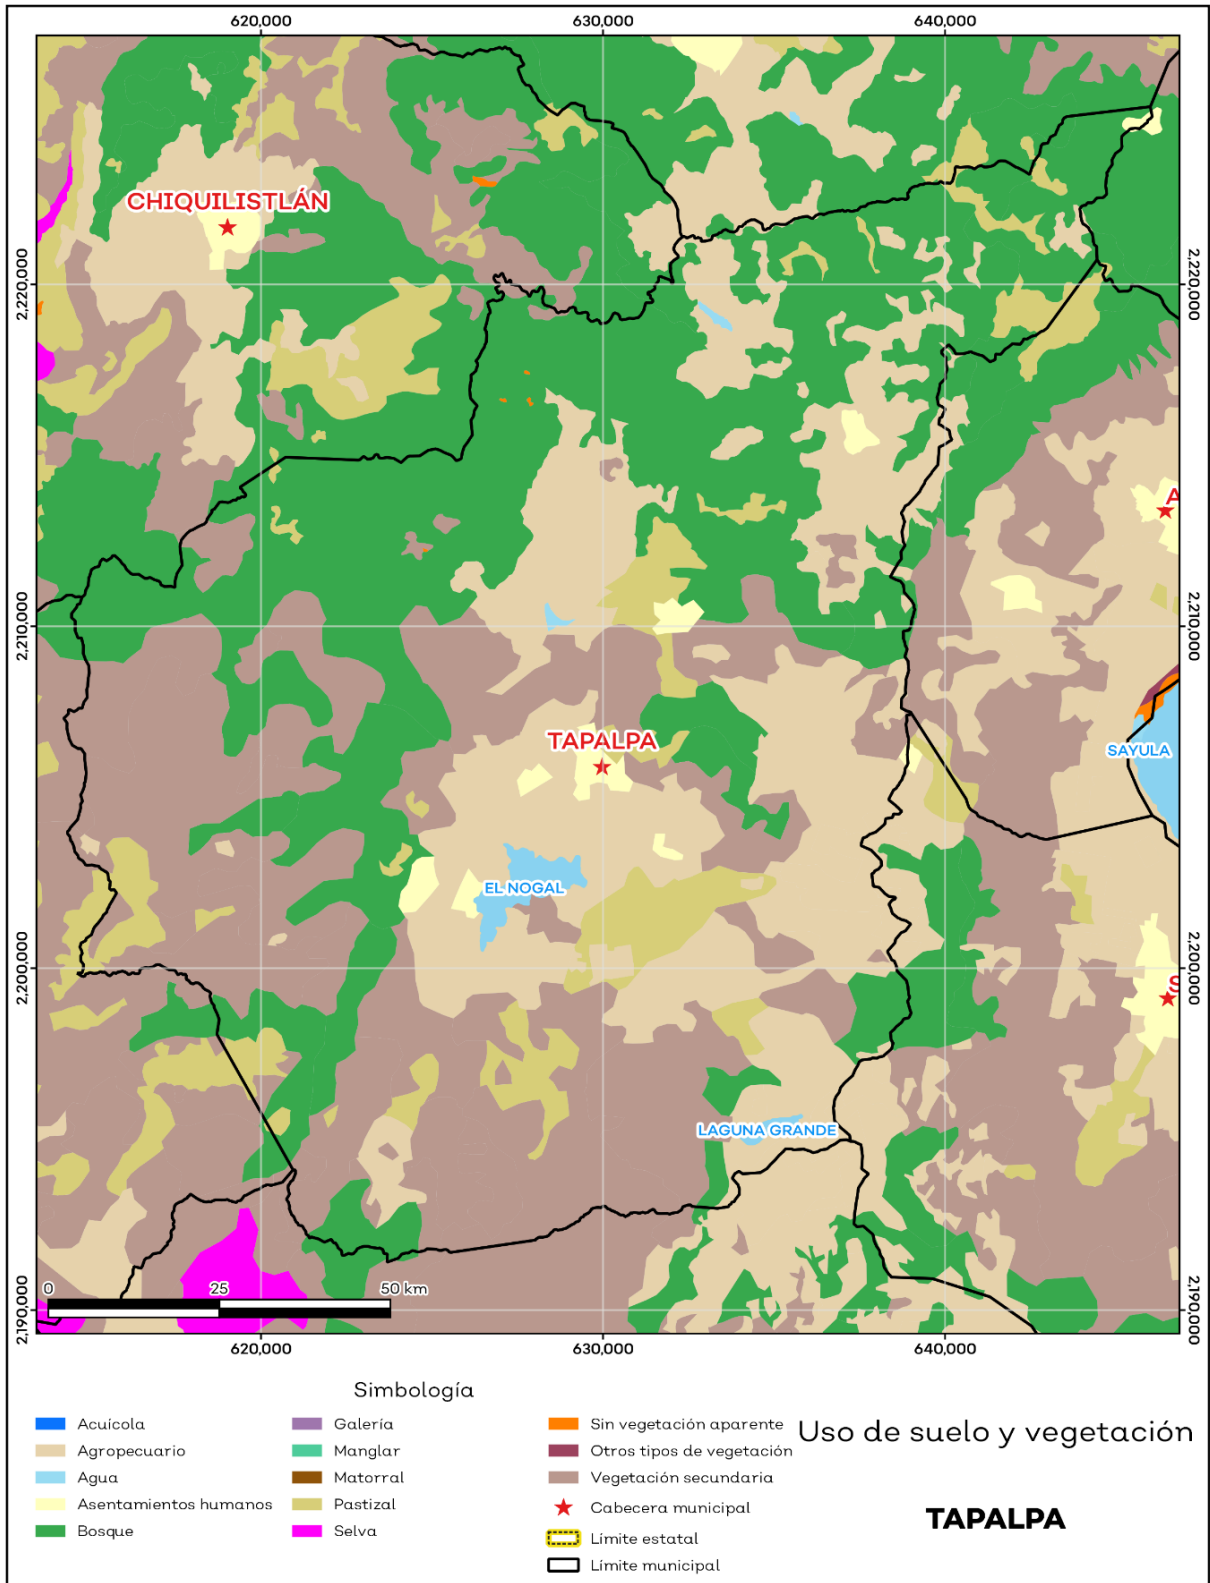 620,000 630,000 640,000
CHIQUILISTLÁN
2,220,000 2,220,000
A
2,210,000 2,210,000
TAPALPA
SAYULA
EL NOGAL
2,200,000 2,200,000
S
LAGUNA GRANDE
0 25 50 km
2,190,000 2,190,000
620,000 630,000 640,000
Simbología
Acuícola
Agropecuario
Agua
Asentamientos humanos
Bosque
Galería
Manglar
Matorral
Pastizal
Selva
Sin vegetación aparente
Otros tipos de vegetación
Vegetación secundaria
Cabecera municipal
Límite estatal
Límite municipal
Uso de suelo y vegetación
TAPALPA